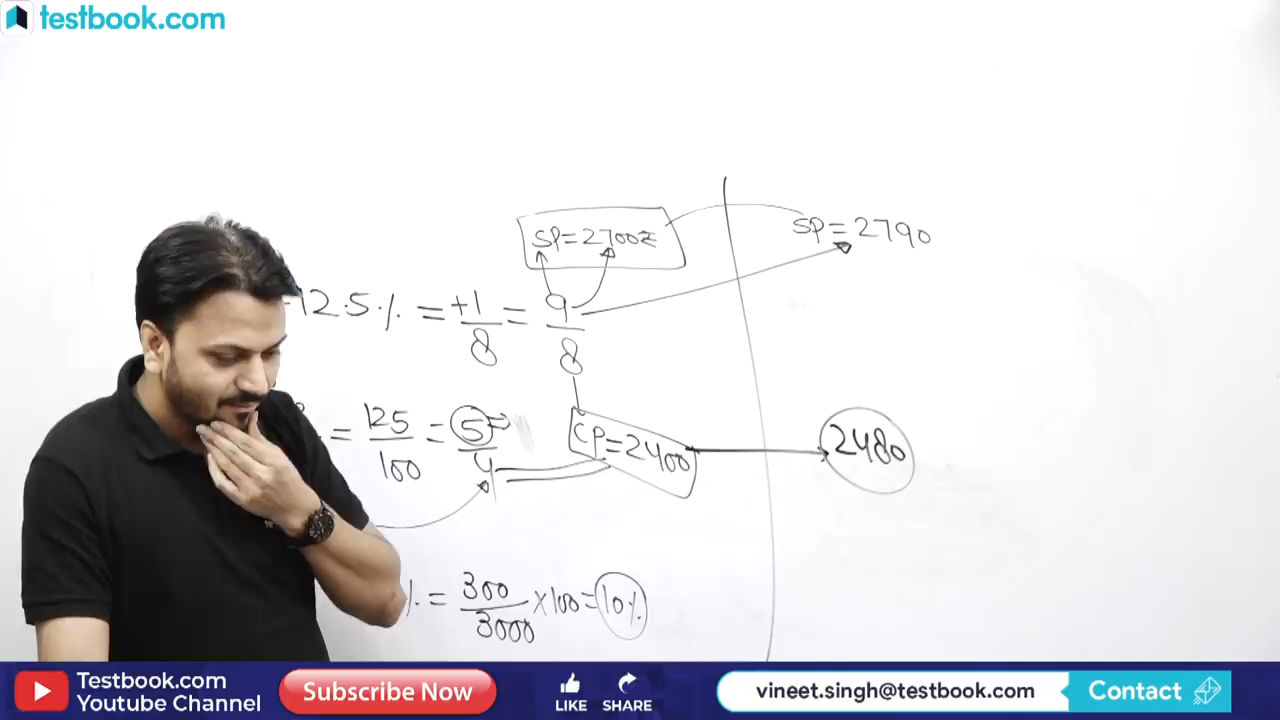 testbook.com
SP=2700₹
SP=2790
12.5% = +1/8 = 9/8
= 125/100 = 5/4
CP=2400
2480
% = 300/3000 ×100=10%
Testbook.com
YouTube Channel
Subscribe Now
LIKE
SHARE
vineet.singh@testbook.com
Contact